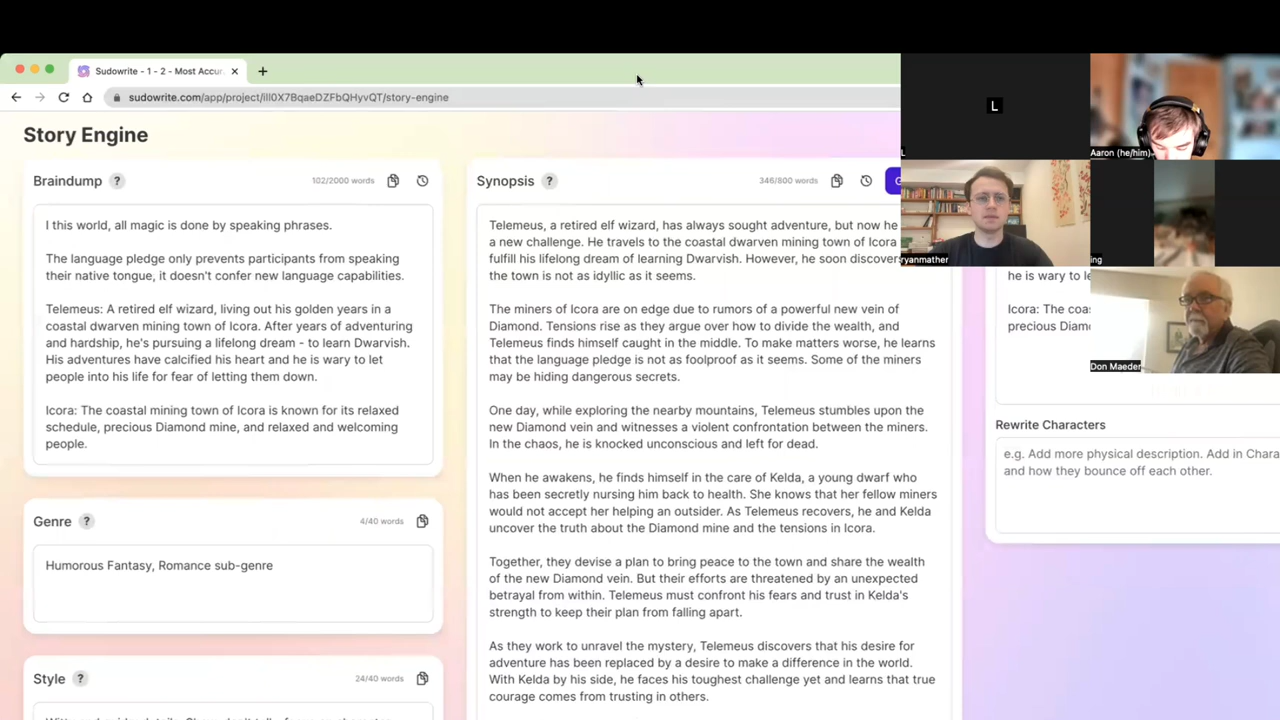 Sudowrite - 1 - 2 - Most Accur
sudowrite.com/app/project/ilI0X7BqaeDZFbQHyvQT/story-engine
Story Engine
Braindump ? 102/2000 words
I this world, all magic is done by speaking phrases.
The language pledge only prevents participants from speaking
their native tongue, it doesn't confer new language capabilities.
Telemeus: A retired elf wizard, living out his golden years in a
coastal dwarven mining town of Icora. After years of adventuring
and hardship, he's pursuing a lifelong dream - to learn Dwarvish.
His adventures have calcified his heart and he is wary to let
people into his life for fear of letting them down.
Icora: The coastal mining town of Icora is known for its relaxed
schedule, precious Diamond mine, and relaxed and welcoming
people.
Genre ? 4/40 words
Humorous Fantasy, Romance sub-genre
Style ? 24/40 words
Synopsis ? 346/800 words
Telemeus, a retired elf wizard, has always sought adventure, but now he
a new challenge. He travels to the coastal dwarven mining town of Icora
fulfill his lifelong dream of learning Dwarvish. However, he soon discover
the town is not as idyllic as it seems.
The miners of Icora are on edge due to rumors of a powerful new vein of
Diamond. Tensions rise as they argue over how to divide the wealth, and
Telemeus finds himself caught in the middle. To make matters worse, he learns
that the language pledge is not as foolproof as it seems. Some of the miners
may be hiding dangerous secrets.
One day, while exploring the nearby mountains, Telemeus stumbles upon the
new Diamond vein and witnesses a violent confrontation between the miners.
In the chaos, he is knocked unconscious and left for dead.
When he awakens, he finds himself in the care of Kelda, a young dwarf who
has been secretly nursing him back to health. She knows that her fellow miners
would not accept her helping an outsider. As Telemeus recovers, he and Kelda
uncover the truth about the Diamond mine and the tensions in Icora.
Together, they devise a plan to bring peace to the town and share the wealth
of the new Diamond vein. But their efforts are threatened by an unexpected
betrayal from within. Telemeus must confront his fears and trust in Kelda's
strength to keep their plan from falling apart.
As they work to unravel the mystery, Telemeus discovers that his desire for
adventure has been replaced by a desire to make a difference in the world.
With Kelda by his side, he faces his toughest challenge yet and learns that true
courage comes from trusting in others.
L
L
Aaron (he/him)
ryanmather
ing
Don Maeder
he is wary to le
Icora: The coas
precious Diam
Rewrite Characters
e.g. Add more physical description. Add in Chara
and how they bounce off each other.